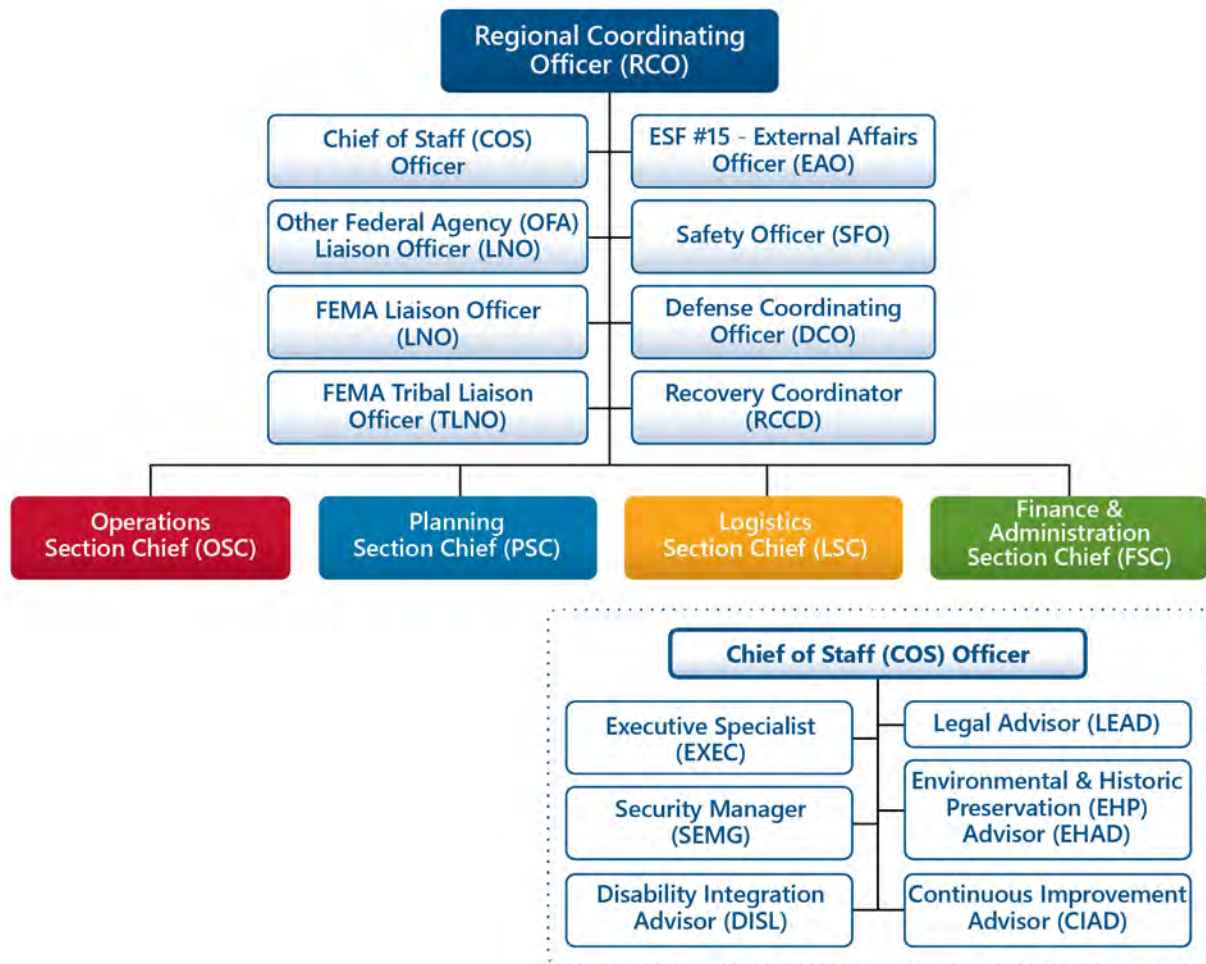 Regional Coordinating
Officer (RCO)
Chief of Staff (COS)
Officer
ESF #15 - External Affairs
Officer (EAO)
Other Federal Agency (OFA)
Liaison Officer (LNO)
Safety Officer (SFO)
FEMA Liaison Officer
(LNO)
Defense Coordinating
Officer (DCO)
FEMA Tribal Liaison
Officer (TLNO)
Recovery Coordinator
(RCCD)
Operations
Section Chief (OSC)
Planning
Section Chief (PSC)
Logistics
Section Chief (LSC)
Finance &
Administration
Section Chief (FSC)
Chief of Staff (COS) Officer
Executive Specialist
(EXEC)
Legal Advisor (LEAD)
Security Manager
(SEMG)
Environmental & Historic
Preservation (EHP)
Advisor (EHAD)
Disability Integration
Advisor (DISL)
Continuous Improvement
Advisor (CIAD)